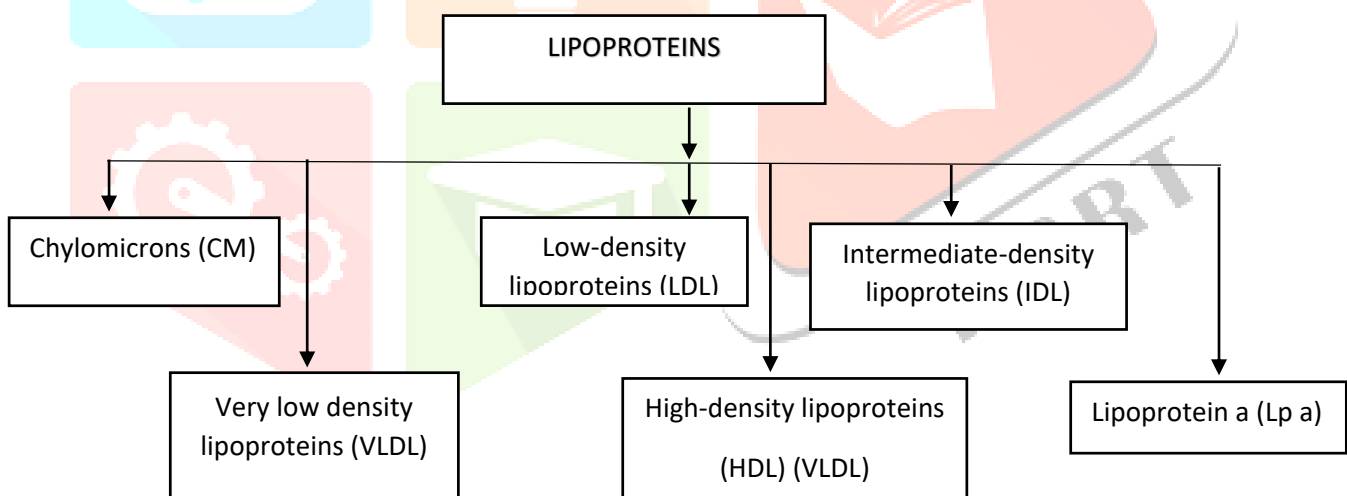 LIPOPROTEINS
Chylomicrons (CM)
Low-density
lipoproteins (LDL)
Intermediate-density
lipoproteins (IDL)
Very low density
lipoproteins (VLDL)
High-density lipoproteins
(HDL) (VLDL)
Lipoprotein a (Lp a)